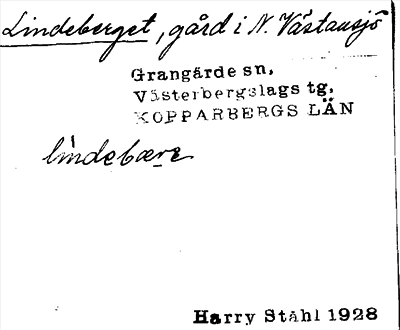 Lindeberget, gård i N. Västansjö
Grangärde sn,
Västerbergslags tg,
KOPPARBERGS LÄN
lindebære
Harry Ståhl 1928